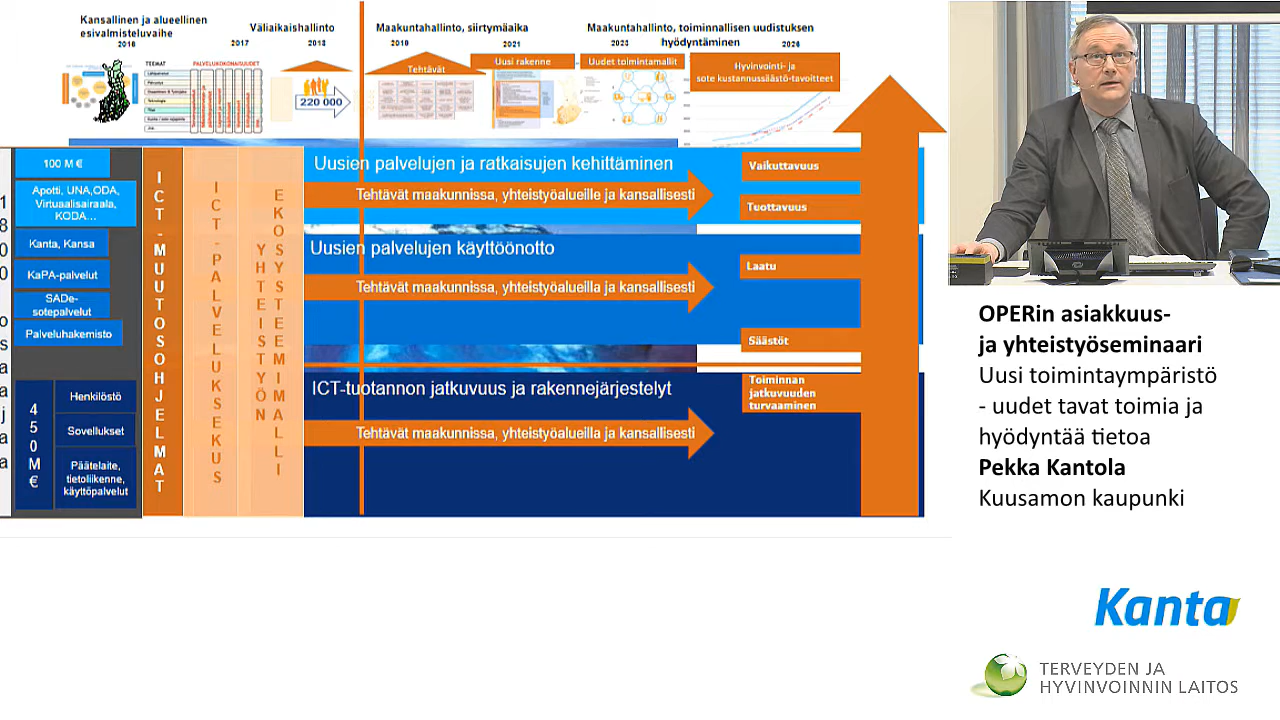 Kansallinen ja alueellinen
esivalmisteluvaihe
2016
2017
Väliaikaishallinto
2018
Maakuntahallinto, siirtymäaika
2019
2021
Maakuntahallinto, toiminnallisen uudistuksen
hyödyntäminen
2023
2026
TEEMAT
PALVELUKOKONAISUUDET
220 000
Tehtävät
Uusi rakenne
Uudet toimintamallit
Hyvinvointi- ja
sote kustannussäästö-tavoitteet
100 M €
Apotti, UNA,ODA,
Virtuaalisairaala,
KODA...
Kanta, Kansa
KaPA-palvelut
SADe-
sotepalvelut
Palveluhakemisto
450M€
Henkilöstö
Sovellukset
Päätelaite,
tietoliikenne,
käyttöpalvelut
ICT-MUUTOSOHJELMAT
ICT-PALVELUKSEKUS
YHTEISTYÖN
EKOSYSTEEMIMALLI
Uusien palvelujen ja ratkaisujen kehittäminen
Tehtävät maakunnissa, yhteistyöalueille ja kansallisesti
Uusien palvelujen käyttöönotto
Tehtävät maakunnissa, yhteistyöalueilla ja kansallisesti
ICT-tuotannon jatkuvuus ja rakennejärjestelyt
Tehtävät maakunnissa, yhteistyöalueilla ja kansallisesti
Vaikuttavuus
Tuottavuus
Laatu
Säästöt
Toiminnan
jatkuvuuden
turvaaminen
OPERin asiakkuus-
ja yhteistyöseminaari
Uusi toimintaympäristö
- uudet tavat toimia ja
hyödyntää tietoa
Pekka Kantola
Kuusamon kaupunki
Kanta
TERVEYDEN JA
HYVINVOINNIN LAITOS